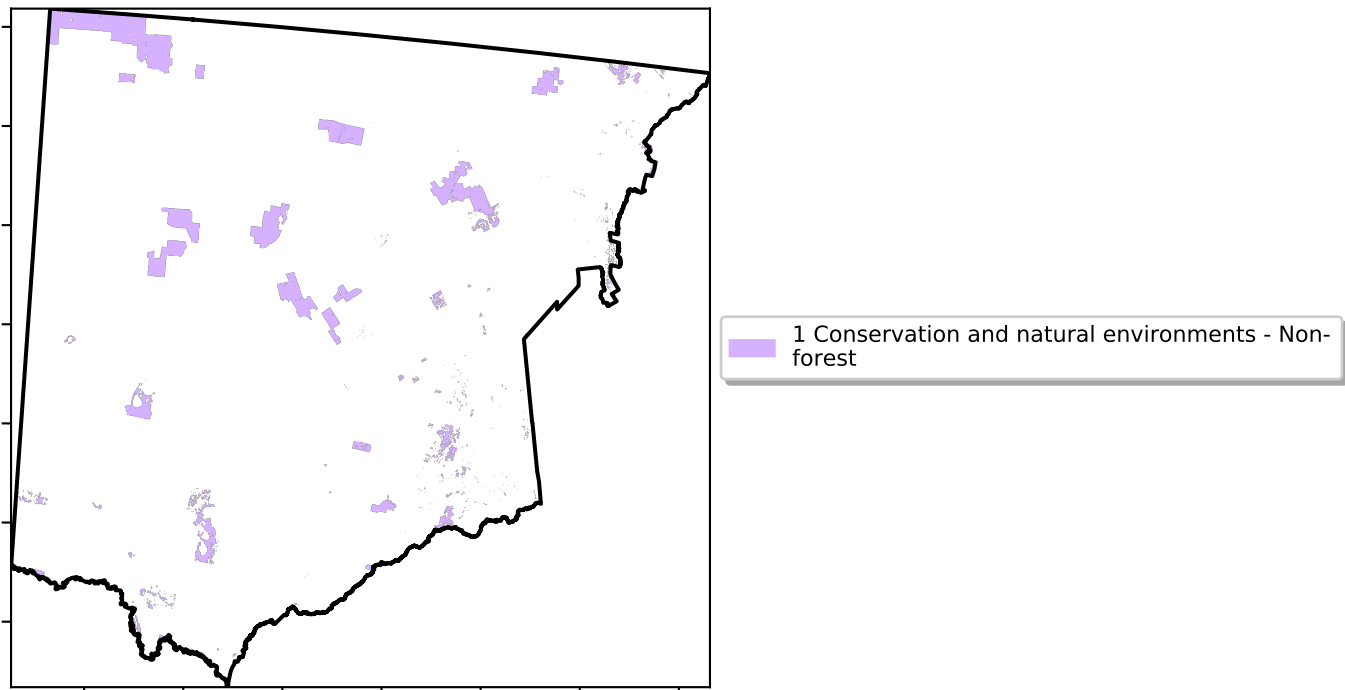 1 Conservation and natural environments - Non-
forest